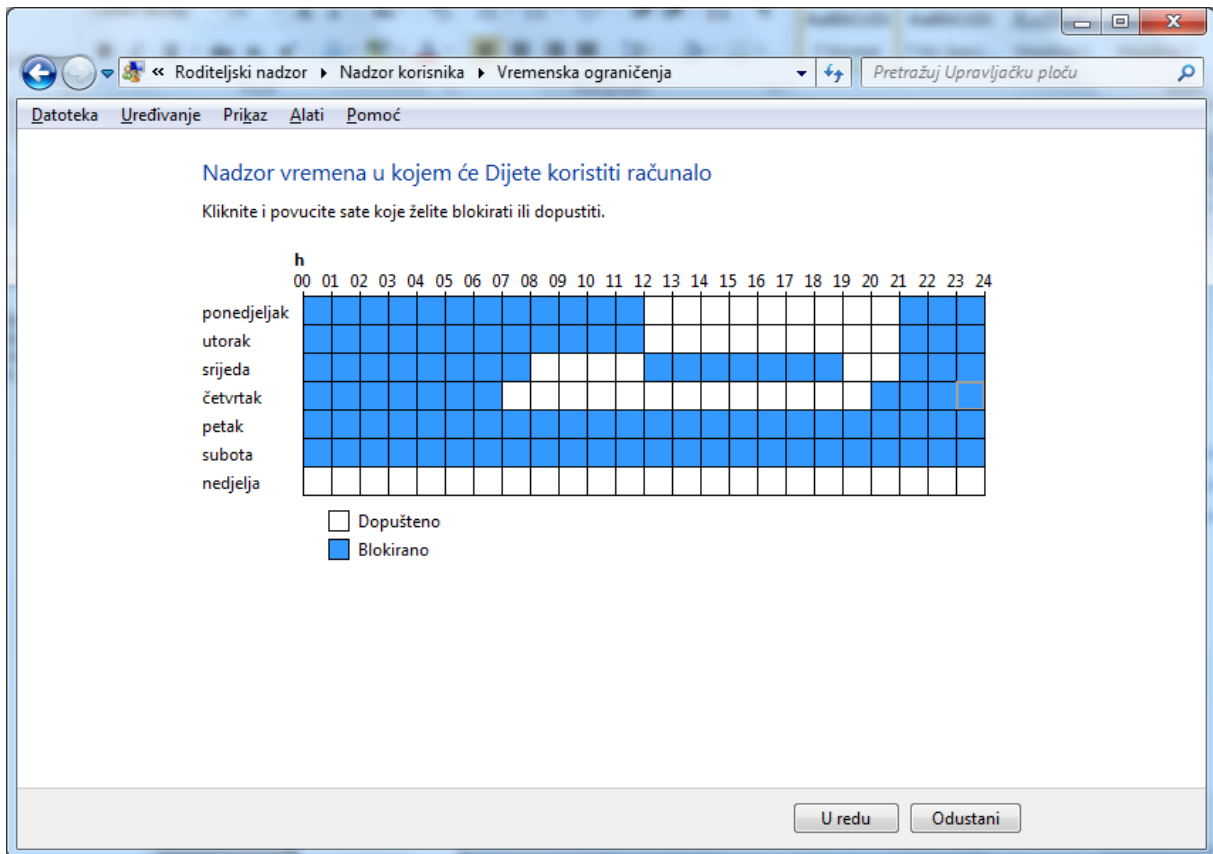 « Roditeljski nadzor ▸ Nadzor korisnika ▸ Vremenska ograničenja
Pretražuj Upravljačku ploču
Datoteka Uređivanje Prikaz Alati Pomoć
Nadzor vremena u kojem će Dijete koristiti računalo
Kliknite i povucite sate koje želite blokirati ili dopustiti.
h
00 01 02 03 04 05 06 07 08 09 10 11 12 13 14 15 16 17 18 19 20 21 22 23 24
ponedjeljak
utorak
srijeda
četvrtak
petak
subota
nedjelja
Dopušteno
Blokirano
U redu Odustani